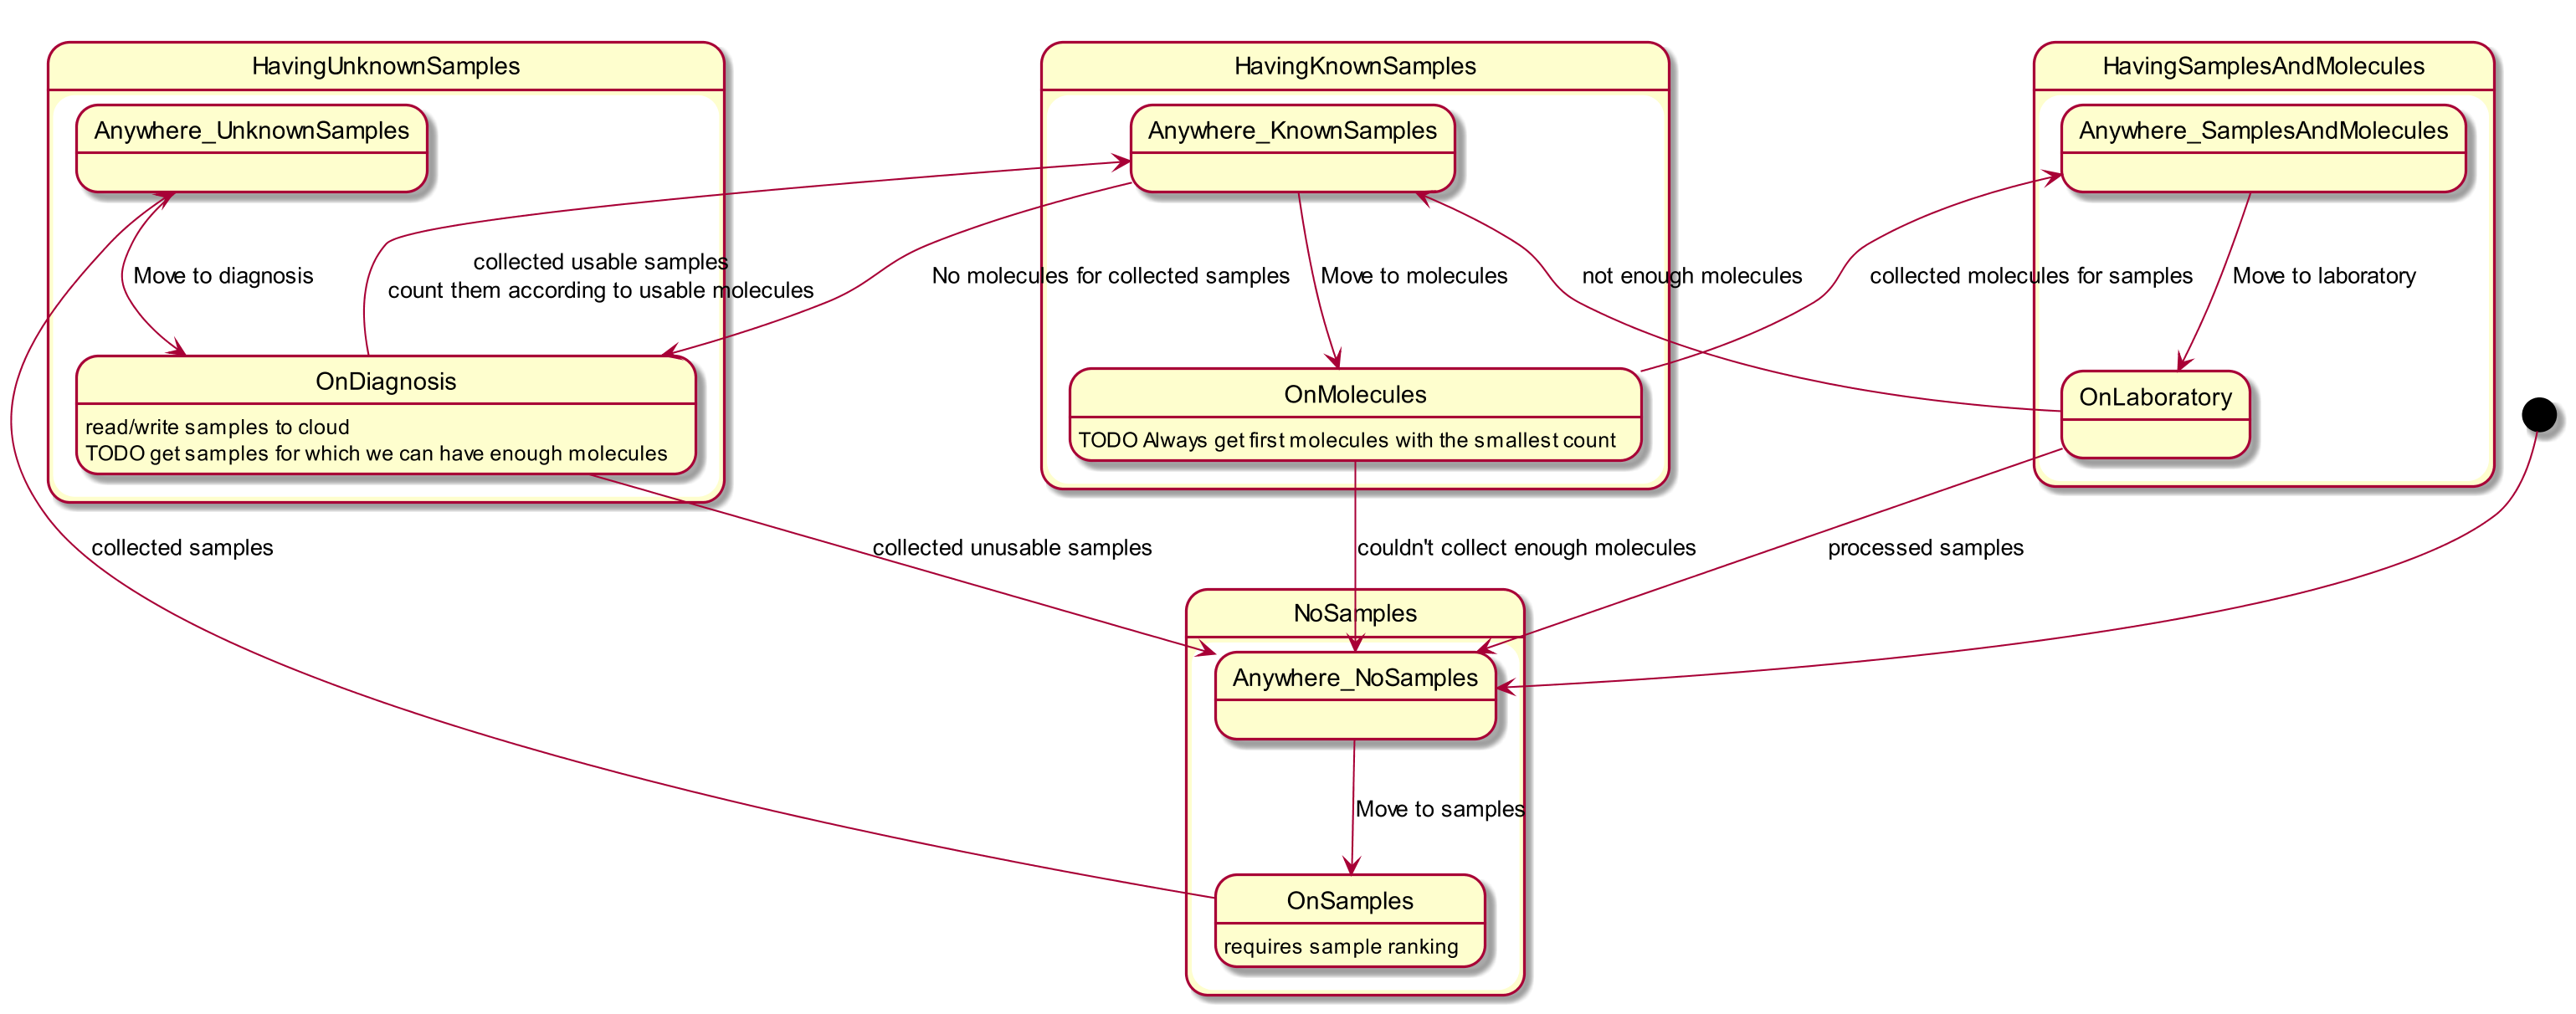 HavingUnknownSamples
HavingKnownSamples
HavingSamplesAndMolecules
Anywhere_UnknownSamples
Anywhere_KnownSamples
Anywhere_SamplesAndMolecules
Move to diagnosis
collected usable samples
count them according to usable molecules
No molecules for collected samples
Move to molecules
not enough molecules
collected molecules for samples
Move to laboratory
OnDiagnosis
read/write samples to cloud
TODO get samples for which we can have enough molecules
OnMolecules
TODO Always get first molecules with the smallest count
OnLaboratory
collected samples
collected unusable samples
couldn't collect enough molecules
processed samples
NoSamples
Anywhere_NoSamples
Move to samples
OnSamples
requires sample ranking